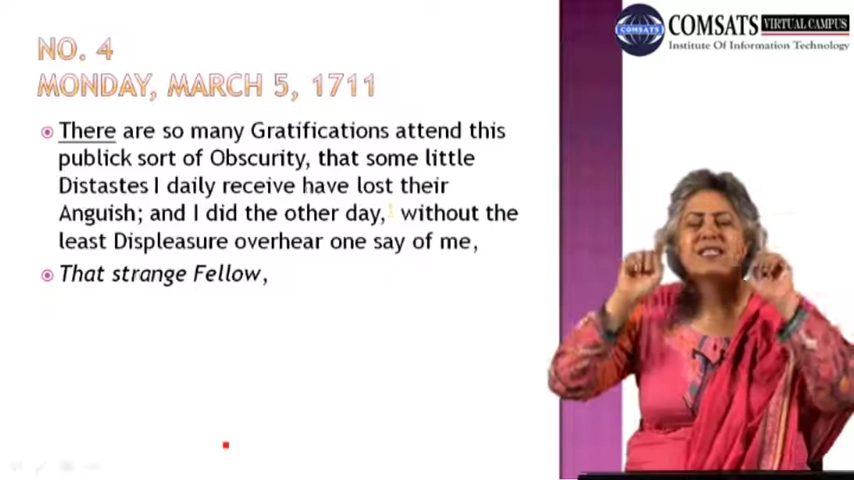 COMSATS VIRTUAL CAMPUS
Institute Of Information Technology
COMSATS
NO. 4
MONDAY, MARCH 5, 1711
There are so many Gratifications attend this
publick sort of Obscurity, that some little
Distastes I daily receive have lost their
Anguish; and I did the other day,1 without the
least Displeasure overhear one say of me,
That strange Fellow,